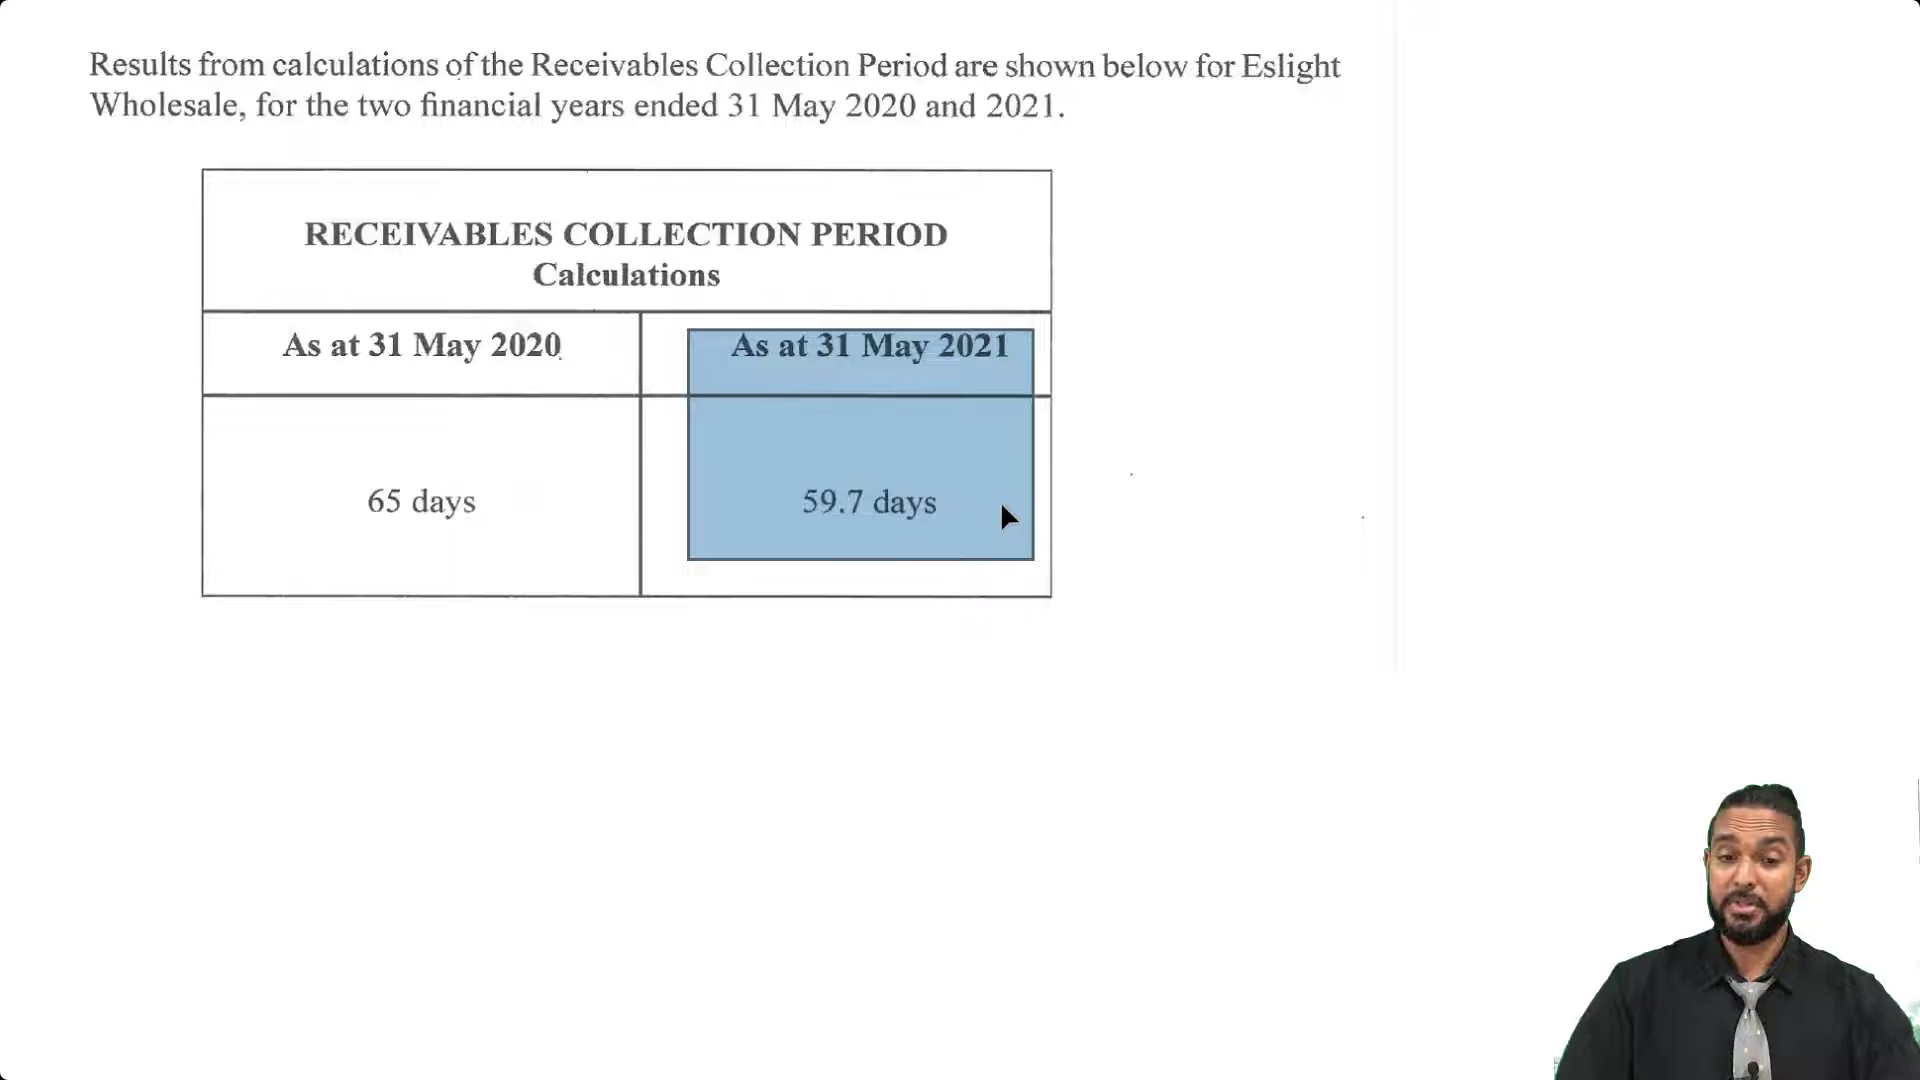 Results from calculations of the Receivables Collection Period are shown below for Eslight
Wholesale, for the two financial years ended 31 May 2020 and 2021.
RECEIVABLES COLLECTION PERIOD
Calculations
As at 31 May 2020
As at 31 May 2021
65 days
59.7 days